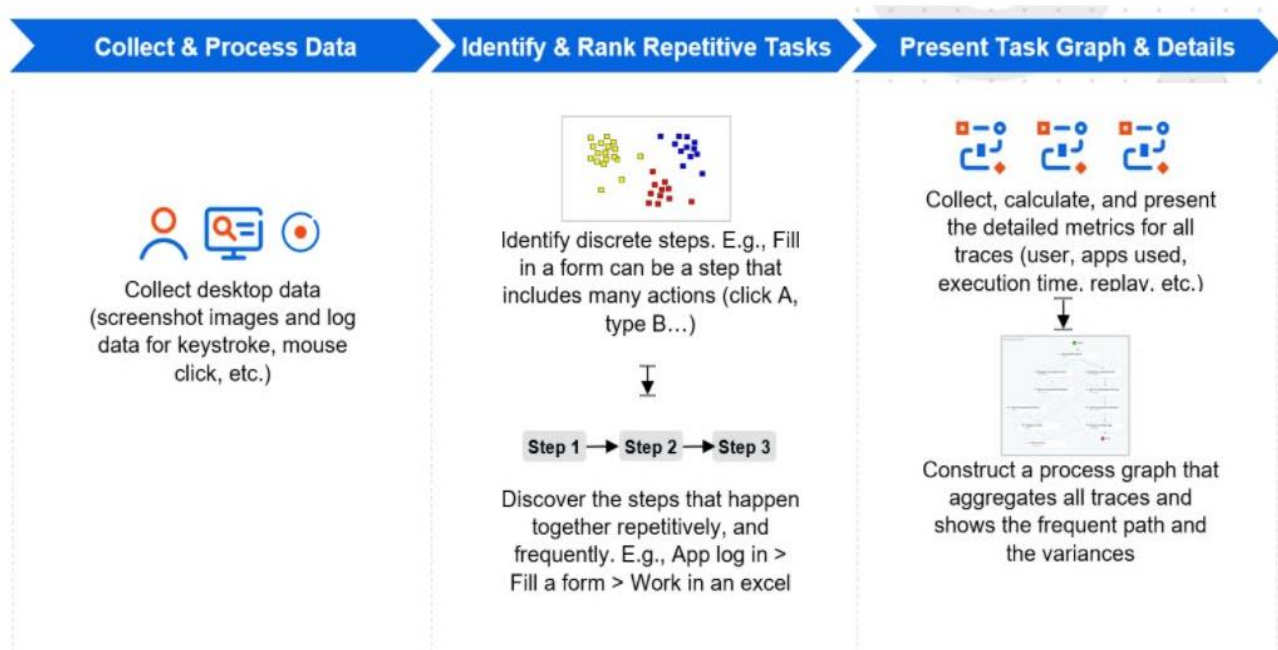 Collect & Process Data
Identify & Rank Repetitive Tasks
Present Task Graph & Details
Collect desktop data
(screenshot images and log
data for keystroke, mouse
click, etc.)
Identify discrete steps. E.g., Fill
in a form can be a step that
includes many actions (click A,
type B...)
Step 1
Step 2
Step 3
Discover the steps that happen
together repetitively, and
frequently. E.g., App log in >
Fill a form > Work in an excel
Collect, calculate, and present
the detailed metrics for all
traces (user, apps used,
execution time, replay, etc.)
Construct a process graph that
aggregates all traces and
shows the frequent path and
the variances